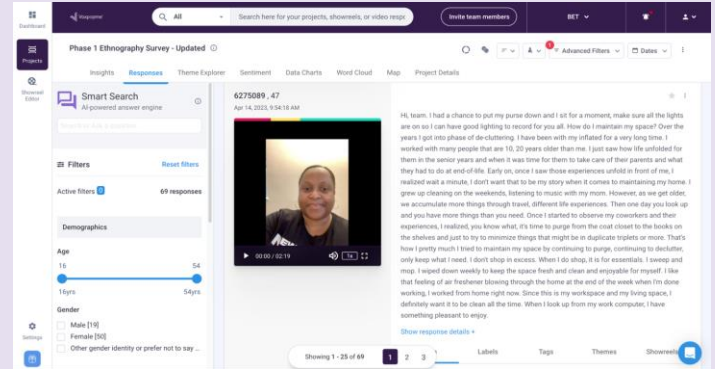 Dashboard
Projects
Showreel
Editor
Settings
Voxpopme
All
Search here for your projects, showreels, or video respo
Invite team members
BET
Phase 1 Ethnography Survey - Updated
1
Advanced Filters
Dates
Insights Responses Theme Explorer Sentiment Data Charts Word Cloud Map Project Details
Smart Search
AI-powered answer engine
Filters
Reset filters
Active filters 0
69 responses
Demographics
Age
16 54
16yrs 54yrs
Gender
Male [19]
Female [50]
Other gender identity or prefer not to say ...
6275089 , 47
Apr 14, 2023, 9:54:18 AM
00:00 / 02:19
1x
Hi, team. I had a chance to put my purse down and I sit for a moment, make sure all the lights
are on so I can have good lighting to record for you all. How do I maintain my space? Over the
years I got into phase of de-cluttering. I have been with my inflated for a very long time. I
worked with many people that are 10, 20 years older than me. I just saw how life unfolded for
them in the senior years and when it was time for them to take care of their parents and what
they had to do at end-of-life. Early on, once I saw those experiences unfold in front of me, I
realized wait a minute, I don't want that to be my story when it comes to maintaining my home. I
grew up cleaning on the weekends, listening to music with my mom. However, as we get older,
we accumulate more things through travel, different life experiences. Then one day you look up
and you have more things than you need. Once I started to observe my coworkers and their
experiences, I realized, you know what, it's time to purge from the coat closet to the books on
the shelves and just to try to minimize things that might be in duplicate triplets or more. That's
how I pretty much I tried to maintain my space by continuing to purge, continuing to declutter,
only keep what I need. I don't shop in excess. When I do shop, it is for essentials. I sweep and
mop. I wiped down weekly to keep the space fresh and clean and enjoyable for myself. I like
that feeling of air freshener blowing through the home at the end of the week when I'm done
working, I worked from home right now. Since this is my workspace and my living space, I
definitely want it to be clean all the time. When I look up from my work computer, I have
something pleasant to enjoy.
Show response details +
Showing 1 - 25 of 69
1 2 3
Labels Tags Themes Showreels